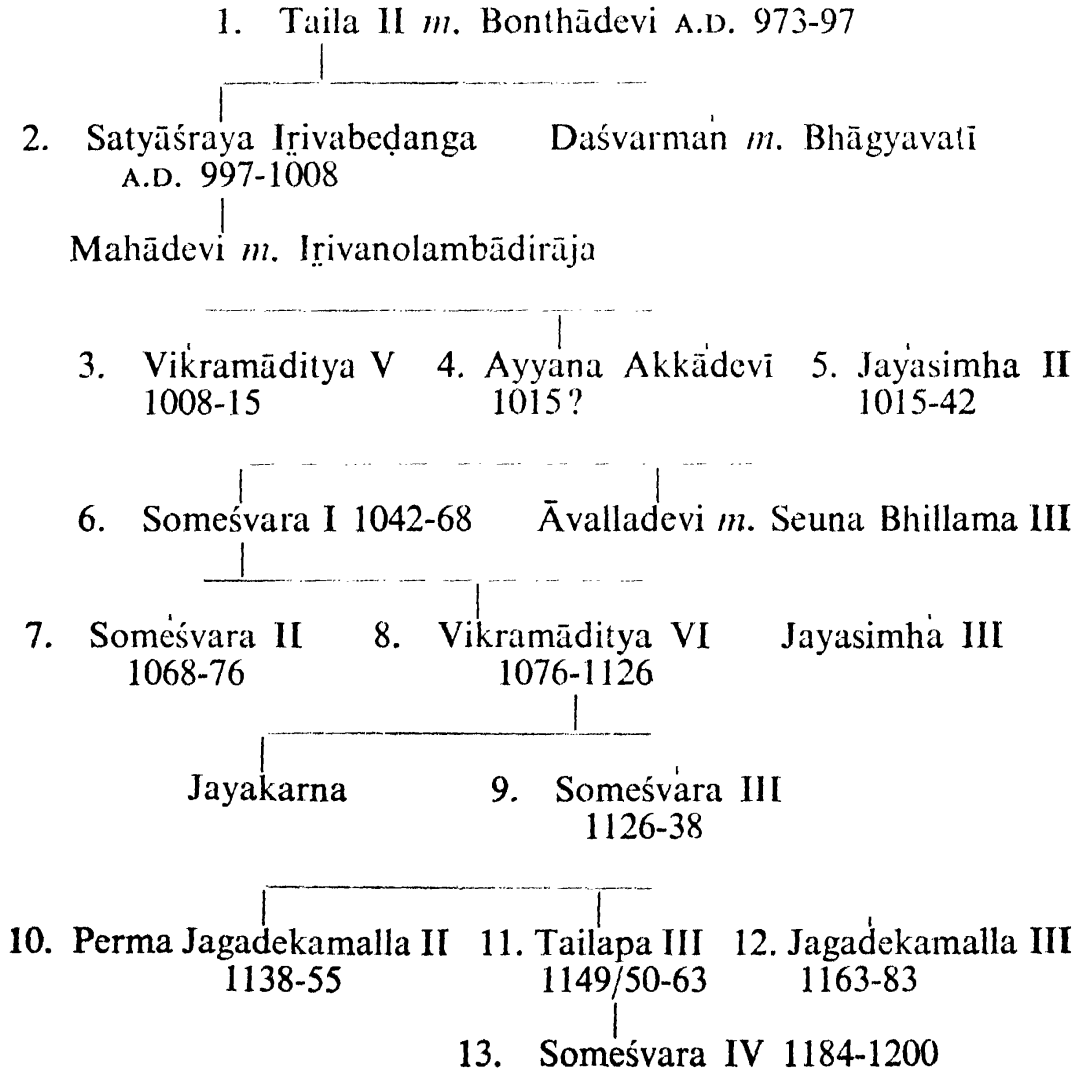 1. Taila II m. Bonthādevi A.D. 973-97
2. Satyāśraya Iṛivabeḍanga Daśvarman m. Bhāgyavatī
A.D. 997-1008
Mahādevi m. Iṛivanolambādirāja
3. Vikramāditya V 4. Ayyana Akkādevī 5. Jayasimha II
1008-15 1015? 1015-42
6. Someśvara I 1042-68 Āvalladevi m. Seuna Bhillama III
7. Someśvara II 8. Vikramāditya VI Jayasimha III
1068-76 1076-1126
Jayakarna 9. Someśvara III
1126-38
10. Perma Jagadekamalla II 11. Tailapa III 12. Jagadekamalla III
1138-55 1149/50-63 1163-83
13. Someśvara IV 1184-1200